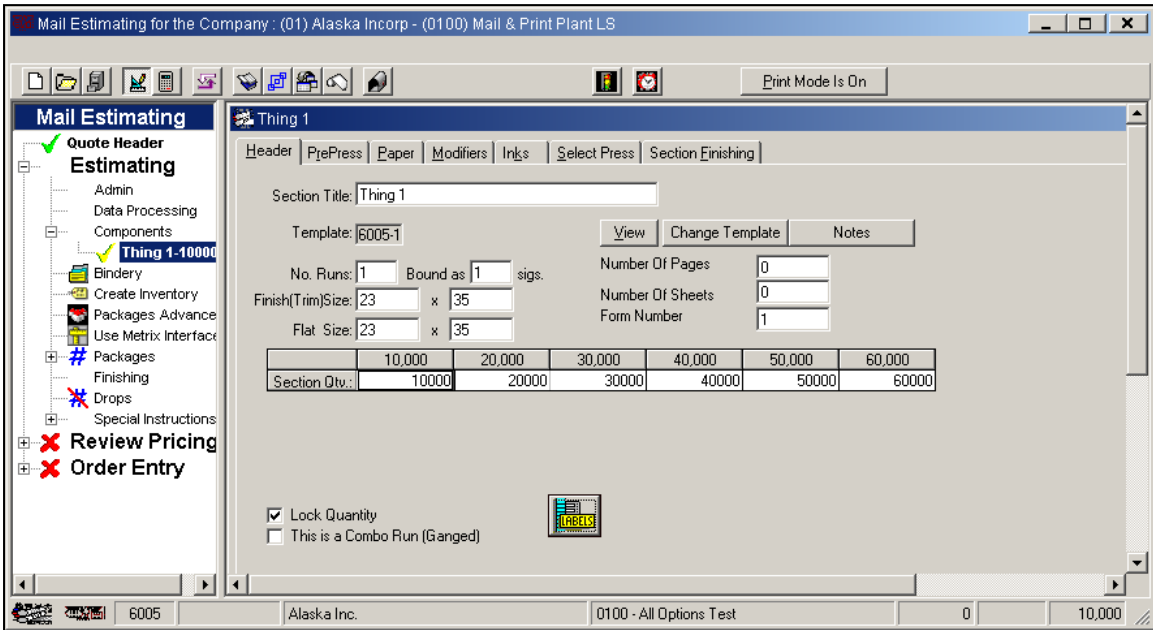 Mail Estimating for the Company : (01) Alaska Incorp - (0100) Mail & Print Plant LS
Print Mode Is On
Mail Estimating
Quote Header
Estimating
Admin
Data Processing
Components
Thing 1-10000
Bindery
Create Inventory
Packages Advance
Use Metrix Interface
Packages
Finishing
Drops
Special Instructions
Review Pricing
Order Entry
Thing 1
Header PrePress Paper Modifiers Inks Select Press Section Finishing
Section Title: Thing 1
Template: 6005-1 View Change Template Notes
No. Runs: 1 Bound as 1 sigs. Number Of Pages 0
Finish(Trim)Size: 23 x 35 Number Of Sheets 0
Flat Size: 23 x 35 Form Number 1
10,000 20,000 30,000 40,000 50,000 60,000
Section Qty.: 10000 20000 30000 40000 50000 60000
LABELS
Lock Quantity
This is a Combo Run (Ganged)
6005 Alaska Inc. 0100 - All Options Test 0 10,000